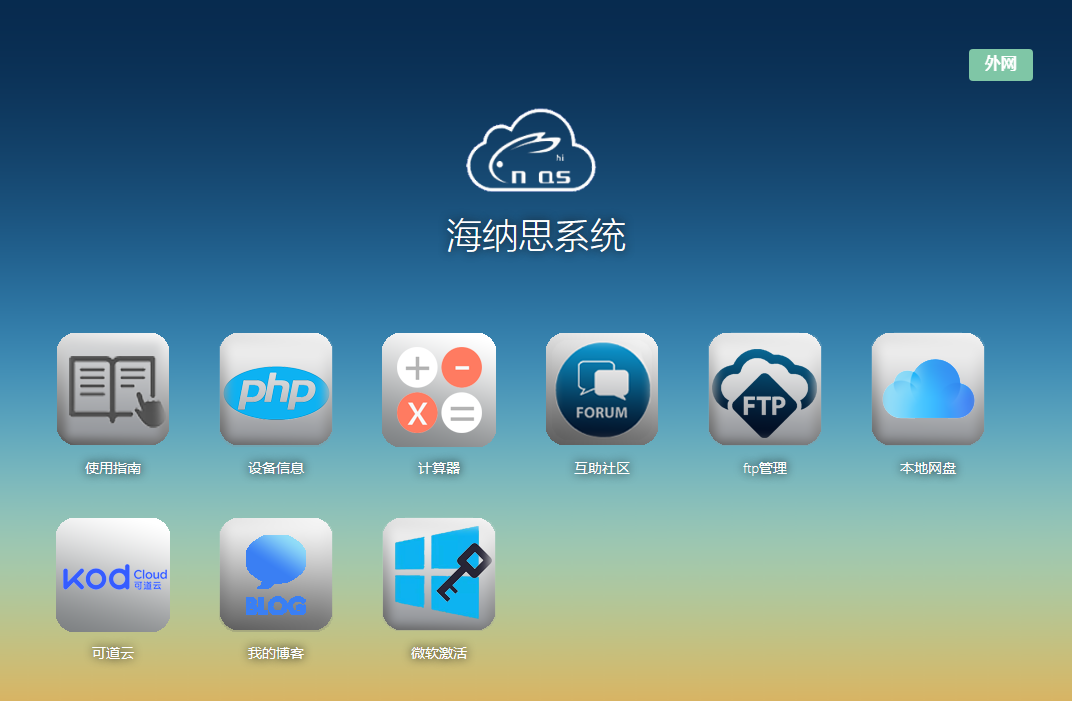 外网
hi
n as
海纳思系统
php
+ -
x =
FORUM
FTP
使用指南
设备信息
计算器
互助社区
ftp管理
本地网盘
kod Cloud
可道云
BLOG
可道云
我的博客
微软激活